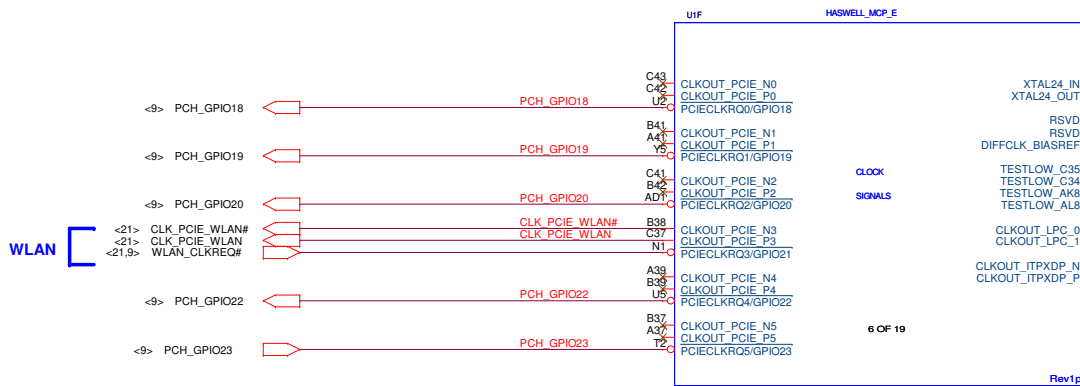 U1F HASWELL_MCP_E
C43 CLKOUT_PCIE_N0 XTAL24_IN
C42 CLKOUT_PCIE_P0 XTAL24_OUT
<9> PCH_GPIO18 PCH_GPIO18 U2 PCIECLKRQ0/GPIO18
RSVD
B41 CLKOUT_PCIE_N1 RSVD
A41 CLKOUT_PCIE_P1 DIFFCLK_BIASREF
<9> PCH_GPIO19 PCH_GPIO19 Y5 PCIECLKRQ1/GPIO19
CLOCK TESTLOW_C35
C41 CLKOUT_PCIE_N2 TESTLOW_C34
B42 CLKOUT_PCIE_P2 SIGNALS TESTLOW_AK8
<9> PCH_GPIO20 PCH_GPIO20 AD1 PCIECLKRQ2/GPIO20 TESTLOW_AL8
<21> CLK_PCIE_WLAN# CLK_PCIE_WLAN# B38 CLKOUT_PCIE_N3 CLKOUT_LPC_0
WLAN <21> CLK_PCIE_WLAN CLK_PCIE_WLAN C37 CLKOUT_PCIE_P3 CLKOUT_LPC_1
<21,9> WLAN_CLKREQ# N1 PCIECLKRQ3/GPIO21
CLKOUT_ITPXDP_N
A39 CLKOUT_PCIE_N4 CLKOUT_ITPXDP_P
B39 CLKOUT_PCIE_P4
<9> PCH_GPIO22 PCH_GPIO22 U5 PCIECLKRQ4/GPIO22
B37 CLKOUT_PCIE_N5 6 OF 19
A37 CLKOUT_PCIE_P5
<9> PCH_GPIO23 PCH_GPIO23 T2 PCIECLKRQ5/GPIO23
Rev1p